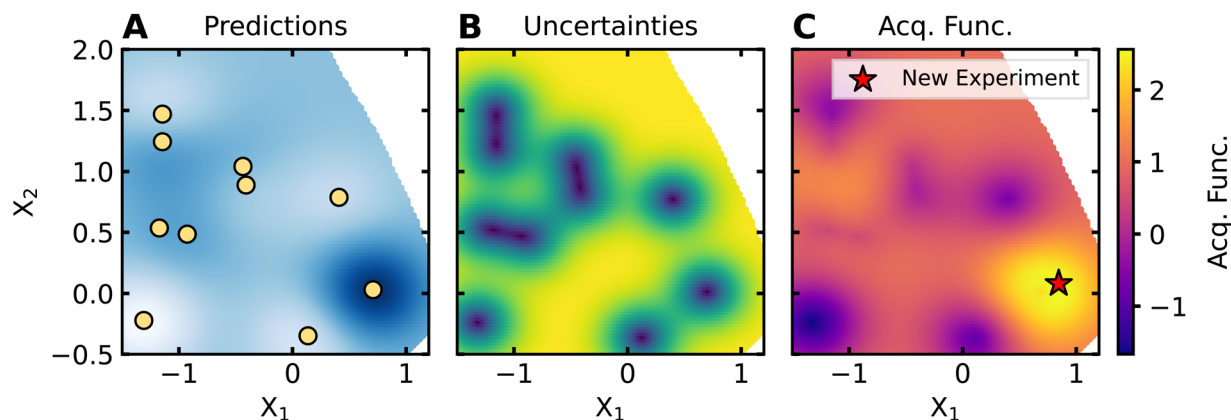 A Predictions
B Uncertainties
C Acq. Func.
2.0
1.5
1.0
0.5
0.0
−0.5
X2
−1 0 1
X1
−1 0 1
X1
New Experiment
−1 0 1
X1
2
1
0
−1
Acq. Func.